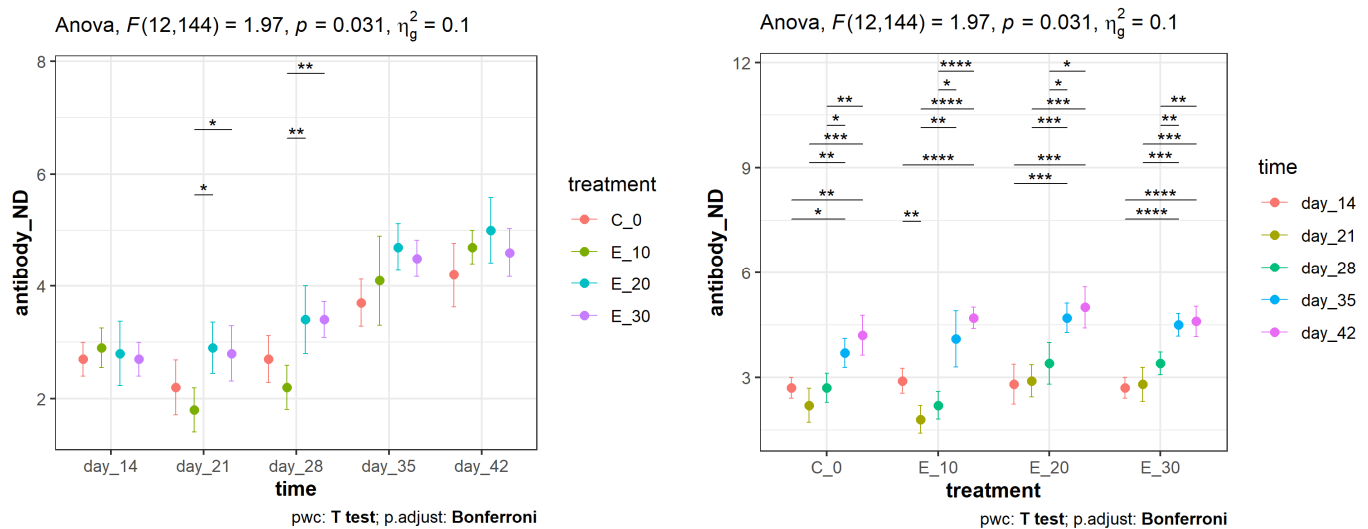 Anova, F(12,144) = 1.97, p = 0.031, η²g = 0.1
antibody_ND
8
6
4
2
**
*
**
*
day_14 day_21 day_28 day_35 day_42
time
treatment
C_0
E_10
E_20
E_30
pwc: T test; p.adjust: Bonferroni
Anova, F(12,144) = 1.97, p = 0.031, η²g = 0.1
antibody_ND
12
9
6
3
**
*
***
**
**
*
****
*
****
**
****
**
*
*
***
***
***
***
**
**
***
***
****
****
C_0 E_10 E_20 E_30
treatment
time
day_14
day_21
day_28
day_35
day_42
pwc: T test; p.adjust: Bonferroni